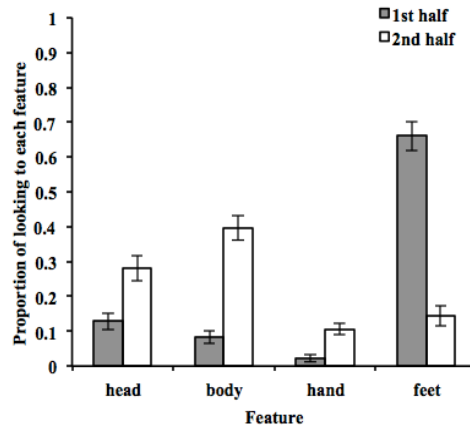 1st half
2nd half
Proportion of looking to each feature
1
0.9
0.8
0.7
0.6
0.5
0.4
0.3
0.2
0.1
0
head body hand feet
Feature